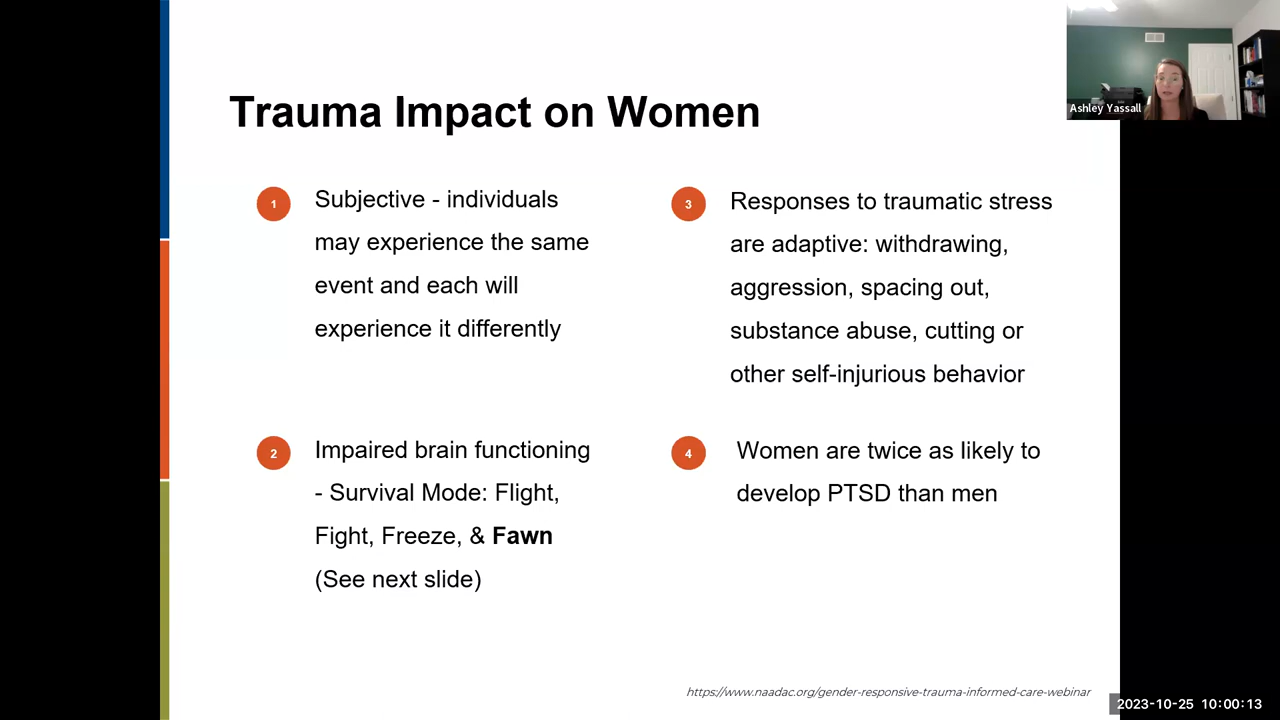 Trauma Impact on Women
Ashley Yassall
1
Subjective - individuals
may experience the same
event and each will
experience it differently
2
Impaired brain functioning
- Survival Mode: Flight,
Fight, Freeze, & Fawn
(See next slide)
3
Responses to traumatic stress
are adaptive: withdrawing,
aggression, spacing out,
substance abuse, cutting or
other self-injurious behavior
4
Women are twice as likely to
develop PTSD than men
https://www.naadac.org/gender-responsive-trauma-informed-care-webinar
2023-10-25 10:00:13